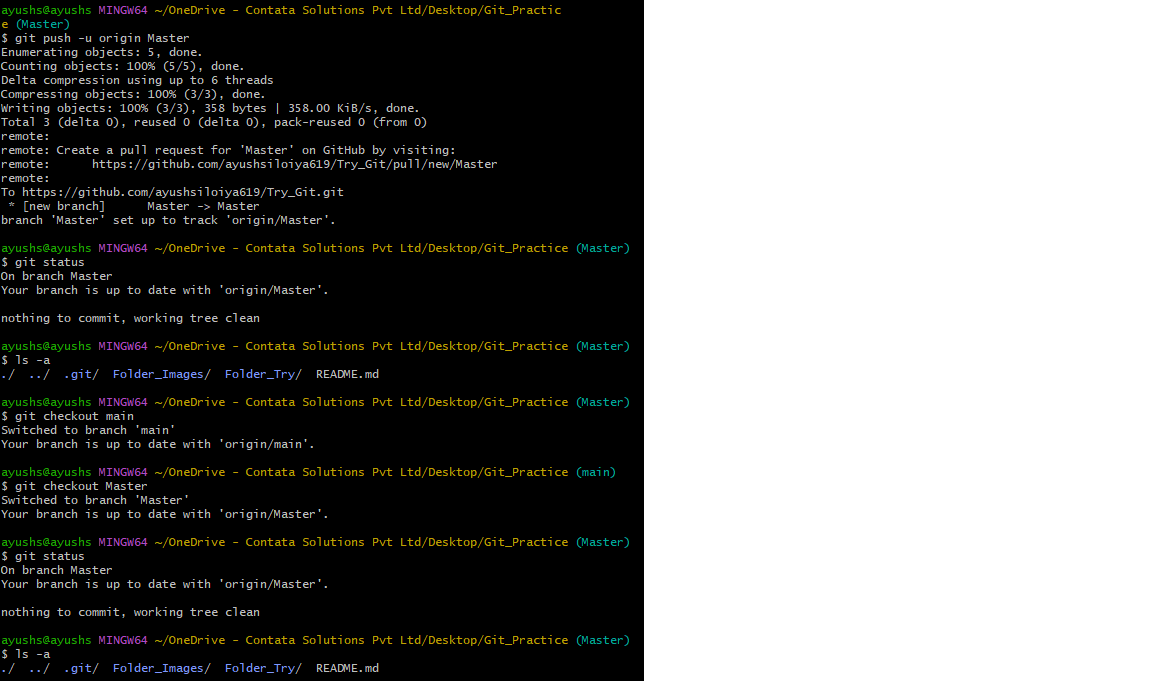 ayushs@ayushs MINGW64 ~/OneDrive - Contata Solutions Pvt Ltd/Desktop/Git_Practic
e (Master)
$ git push -u origin Master
Enumerating objects: 5, done.
Counting objects: 100% (5/5), done.
Delta compression using up to 6 threads
Compressing objects: 100% (3/3), done.
Writing objects: 100% (3/3), 358 bytes | 358.00 KiB/s, done.
Total 3 (delta 0), reused 0 (delta 0), pack-reused 0 (from 0)
remote:
remote: Create a pull request for 'Master' on GitHub by visiting:
remote:      https://github.com/ayushsiloiya619/Try_Git/pull/new/Master
remote:
To https://github.com/ayushsiloiya619/Try_Git.git
 * [new branch]      Master -> Master
branch 'Master' set up to track 'origin/Master'.

ayushs@ayushs MINGW64 ~/OneDrive - Contata Solutions Pvt Ltd/Desktop/Git_Practice (Master)
$ git status
On branch Master
Your branch is up to date with 'origin/Master'.

nothing to commit, working tree clean

ayushs@ayushs MINGW64 ~/OneDrive - Contata Solutions Pvt Ltd/Desktop/Git_Practice (Master)
$ ls -a
./  ../  .git/  Folder_Images/  Folder_Try/  README.md

ayushs@ayushs MINGW64 ~/OneDrive - Contata Solutions Pvt Ltd/Desktop/Git_Practice (Master)
$ git checkout main
Switched to branch 'main'
Your branch is up to date with 'origin/main'.

ayushs@ayushs MINGW64 ~/OneDrive - Contata Solutions Pvt Ltd/Desktop/Git_Practice (main)
$ git checkout Master
Switched to branch 'Master'
Your branch is up to date with 'origin/Master'.

ayushs@ayushs MINGW64 ~/OneDrive - Contata Solutions Pvt Ltd/Desktop/Git_Practice (Master)
$ git status
On branch Master
Your branch is up to date with 'origin/Master'.

nothing to commit, working tree clean

ayushs@ayushs MINGW64 ~/OneDrive - Contata Solutions Pvt Ltd/Desktop/Git_Practice (Master)
$ ls -a
./  ../  .git/  Folder_Images/  Folder_Try/  README.md